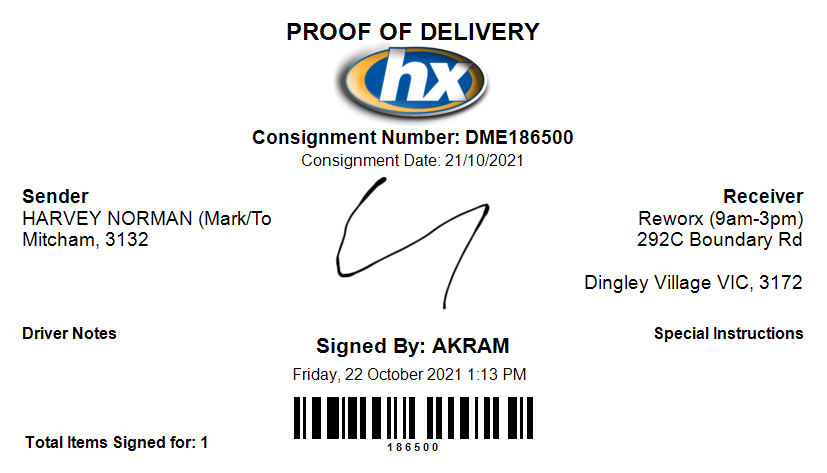 PROOF OF DELIVERY
hx
Consignment Number: DME186500
Consignment Date: 21/10/2021
Sender
HARVEY NORMAN (Mark/To
Mitcham, 3132
Receiver
Reworx (9am-3pm)
292C Boundary Rd
Dingley Village VIC, 3172
Driver Notes
Special Instructions
Signed By: AKRAM
Friday, 22 October 2021 1:13 PM
186500
Total Items Signed for: 1